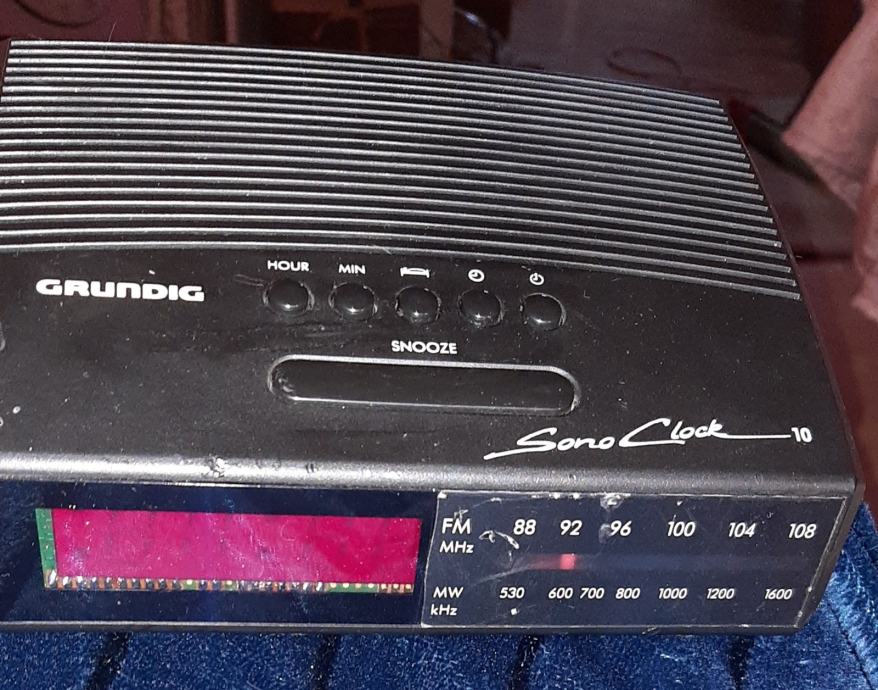 HOUR MIN
GRUNDIG
SNOOZE
Sono Clock 10
FM 88 92 96 100 104 108
MHz
MW 530 600 700 800 1000 1200 1600
kHz